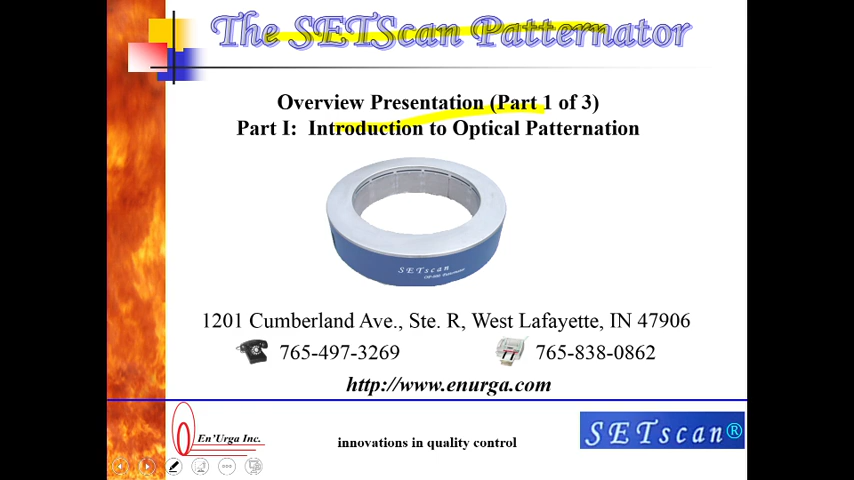 The SETScan Patternator
Overview Presentation (Part 1 of 3)
Part I: Introduction to Optical Patternation
SETscan
1201 Cumberland Ave., Ste. R, West Lafayette, IN 47906
765-497-3269 765-838-0862
http://www.enurga.com
En'Urga Inc.
innovations in quality control
SETscan®